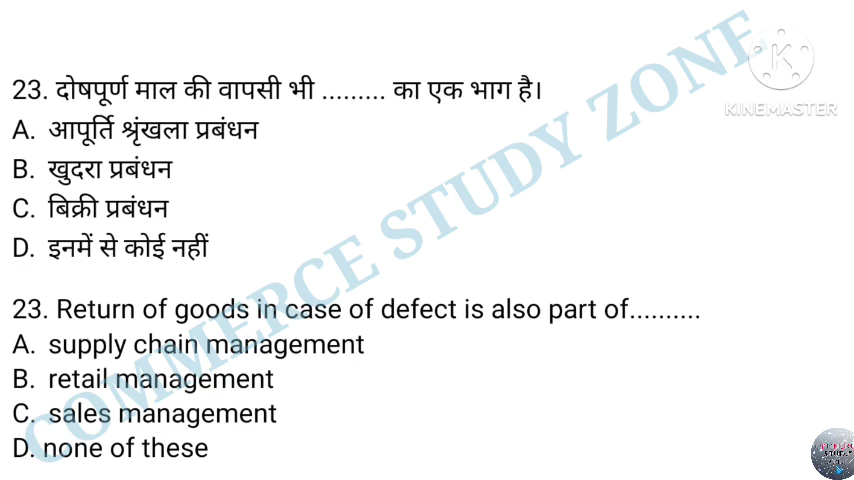 23. दोषपूर्ण माल की वापसी भी ......... का एक भाग है।
A. आपूर्ति श्रृंखला प्रबंधन
B. खुदरा प्रबंधन
C. बिक्री प्रबंधन
D. इनमें से कोई नहीं
23. Return of goods in case of defect is also part of..........
A. supply chain management
B. retail management
C. sales management
D. none of these
COMMERCE STUDY ZONE
K
KINEMASTER